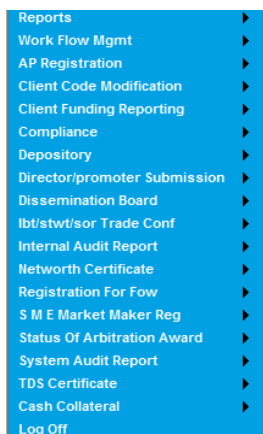 Reports
Work Flow Mgmt
AP Registration
Client Code Modification
Client Funding Reporting
Compliance
Depository
Director/promoter Submission
Dissemination Board
Ibt/stwt/sor Trade Conf
Internal Audit Report
Networth Certificate
Registration For Fow
S M E Market Maker Reg
Status Of Arbitration Award
System Audit Report
TDS Certificate
Cash Collateral
Log Off